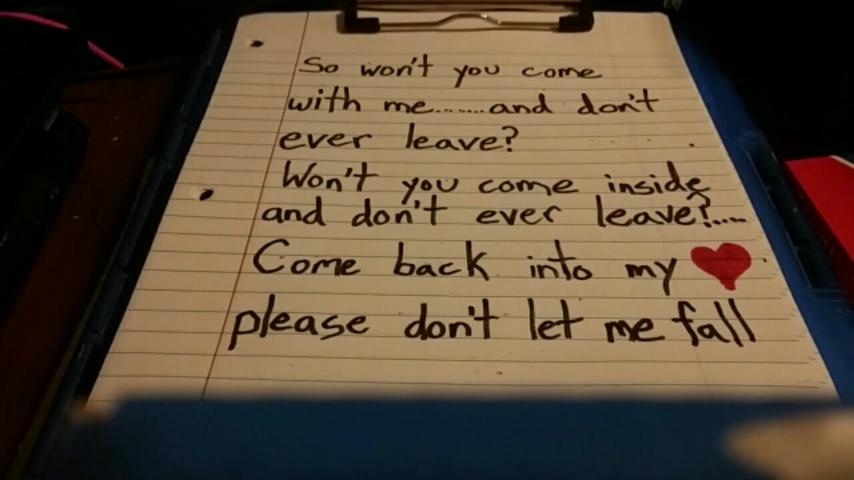 So won't you come
with me.......and don't
ever leave?
Won't you come inside
and don't ever leave?....
Come back into my ♥
please don't let me fall